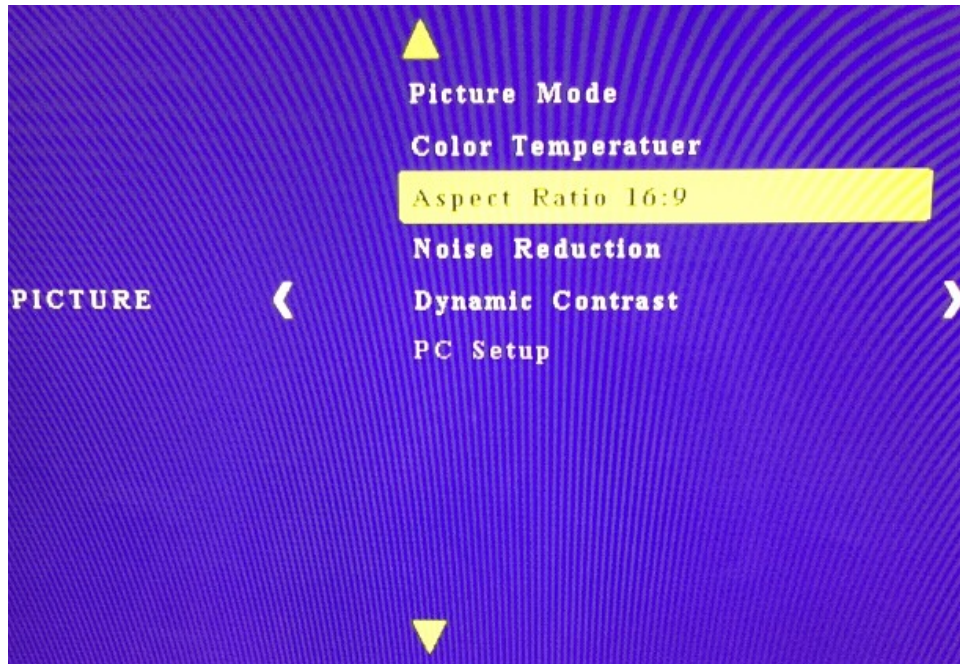 Picture Mode
Color Temperatuer
Aspect Ratio 16:9
Noise Reduction
PICTURE
Dynamic Contrast
PC Setup